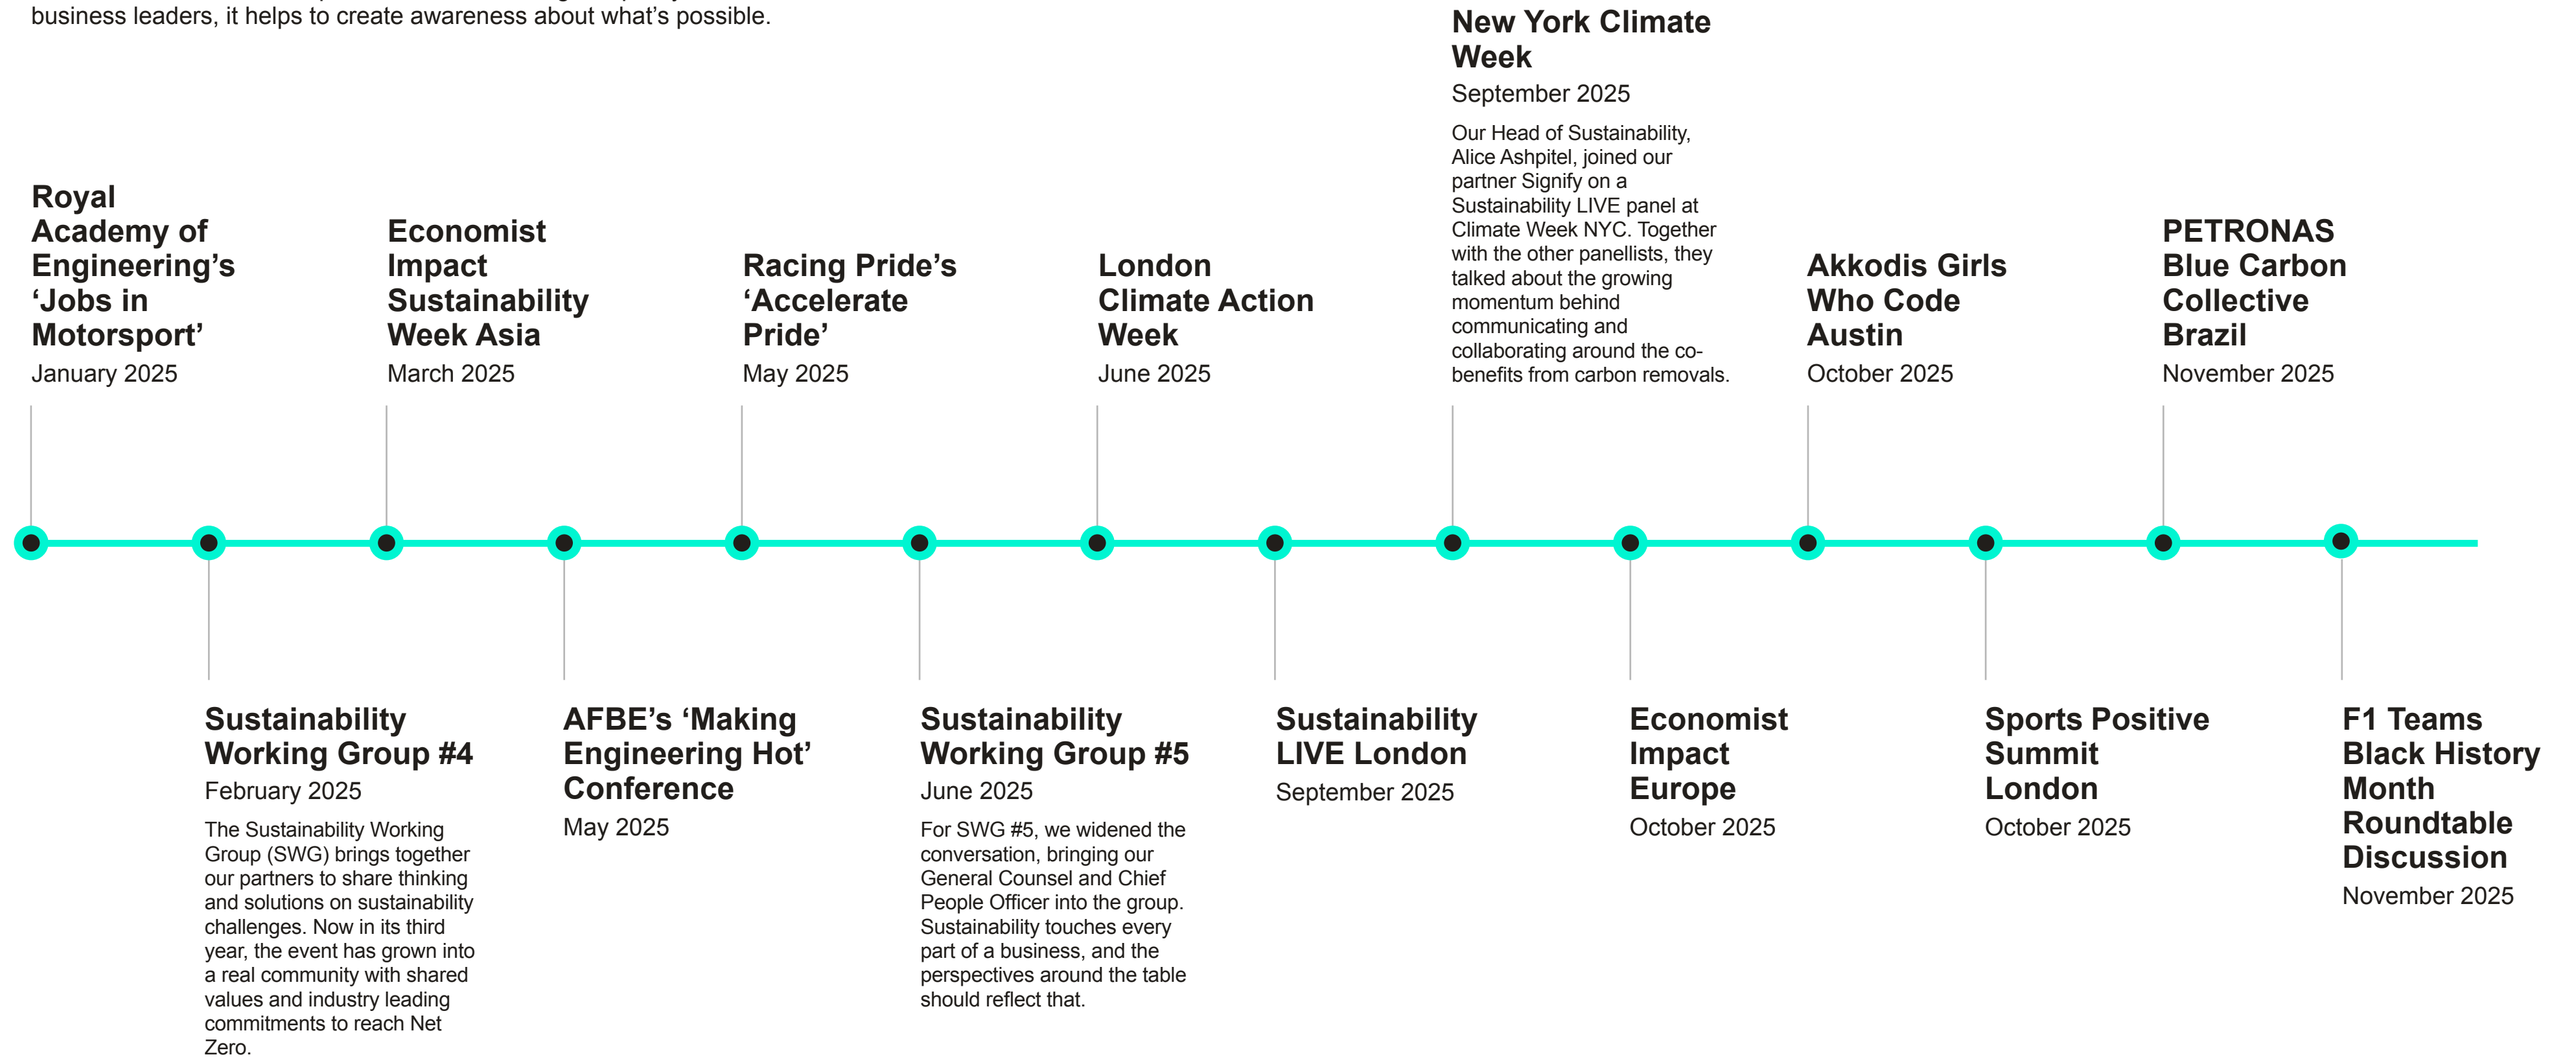 business leaders, it helps to create awareness about what’s possible.
Royal
Academy of
Engineering’s
‘Jobs in
Motorsport’
January 2025
Sustainability
Working Group #4
February 2025
The Sustainability Working
Group (SWG) brings together
our partners to share thinking
and solutions on sustainability
challenges. Now in its third
year, the event has grown into
a real community with shared
values and industry leading
commitments to reach Net
Zero.
Economist
Impact
Sustainability
Week Asia
March 2025
AFBE’s ‘Making
Engineering Hot’
Conference
May 2025
Racing Pride’s
‘Accelerate
Pride’
May 2025
Sustainability
Working Group #5
June 2025
For SWG #5, we widened the
conversation, bringing our
General Counsel and Chief
People Officer into the group.
Sustainability touches every
part of a business, and the
perspectives around the table
should reflect that.
London
Climate Action
Week
June 2025
Sustainability
LIVE London
September 2025
New York Climate
Week
September 2025
Our Head of Sustainability,
Alice Ashpitel, joined our
partner Signify on a
Sustainability LIVE panel at
Climate Week NYC. Together
with the other panellists, they
talked about the growing
momentum behind
communicating and
collaborating around the co-
benefits from carbon removals.
Economist
Impact
Europe
October 2025
Akkodis Girls
Who Code
Austin
October 2025
Sports Positive
Summit
London
October 2025
PETRONAS
Blue Carbon
Collective
Brazil
November 2025
F1 Teams
Black History
Month
Roundtable
Discussion
November 2025